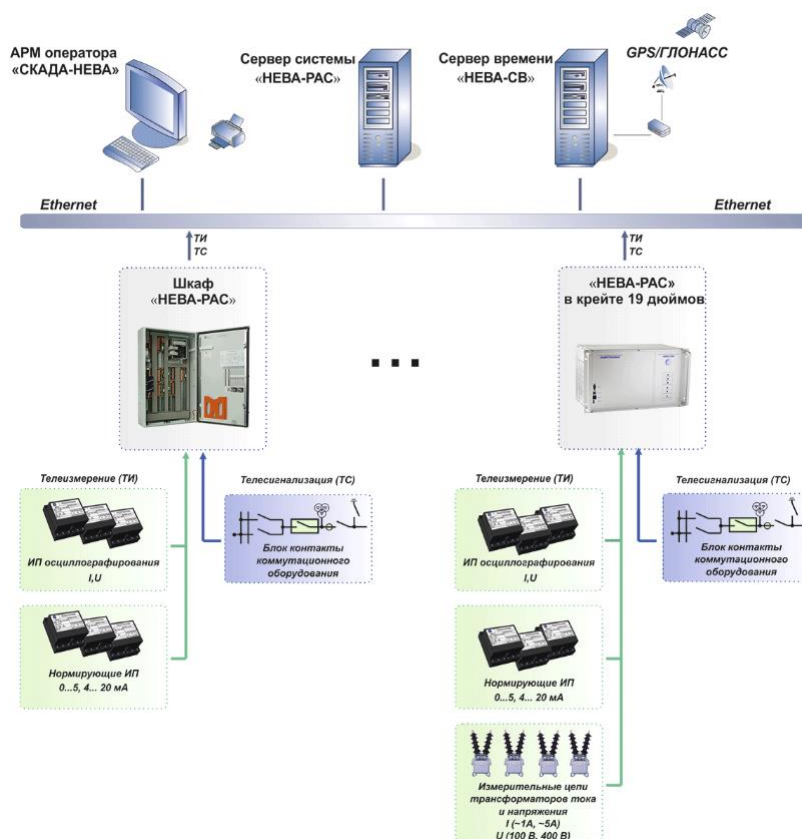 АРМ оператора
«СКАДА-НЕВА»
Сервер системы
«НЕВА-РАС»
Сервер времени
«НЕВА-СВ»
GPS/ГЛОНАСС
Ethernet
Ethernet
ТИ
ТС
ТИ
ТС
Шкаф
«НЕВА-РАС»
«НЕВА-РАС»
в крейте 19 дюймов
Телеизмерение (ТИ)
Телесигнализация (ТС)
ИП осциллографирования
I,U
Блок контакты
коммутационного
оборудования
Нормирующие ИП
0...5, 4... 20 мА
Телеизмерение (ТИ)
Телесигнализация (ТС)
ИП осциллографирования
I,U
Блок контакты
коммутационного
оборудования
Нормирующие ИП
0...5, 4... 20 мА
Измерительные цепи
трансформаторов тока
и напряжения
I (~1А, ~5А)
U (100 В, 400 В)